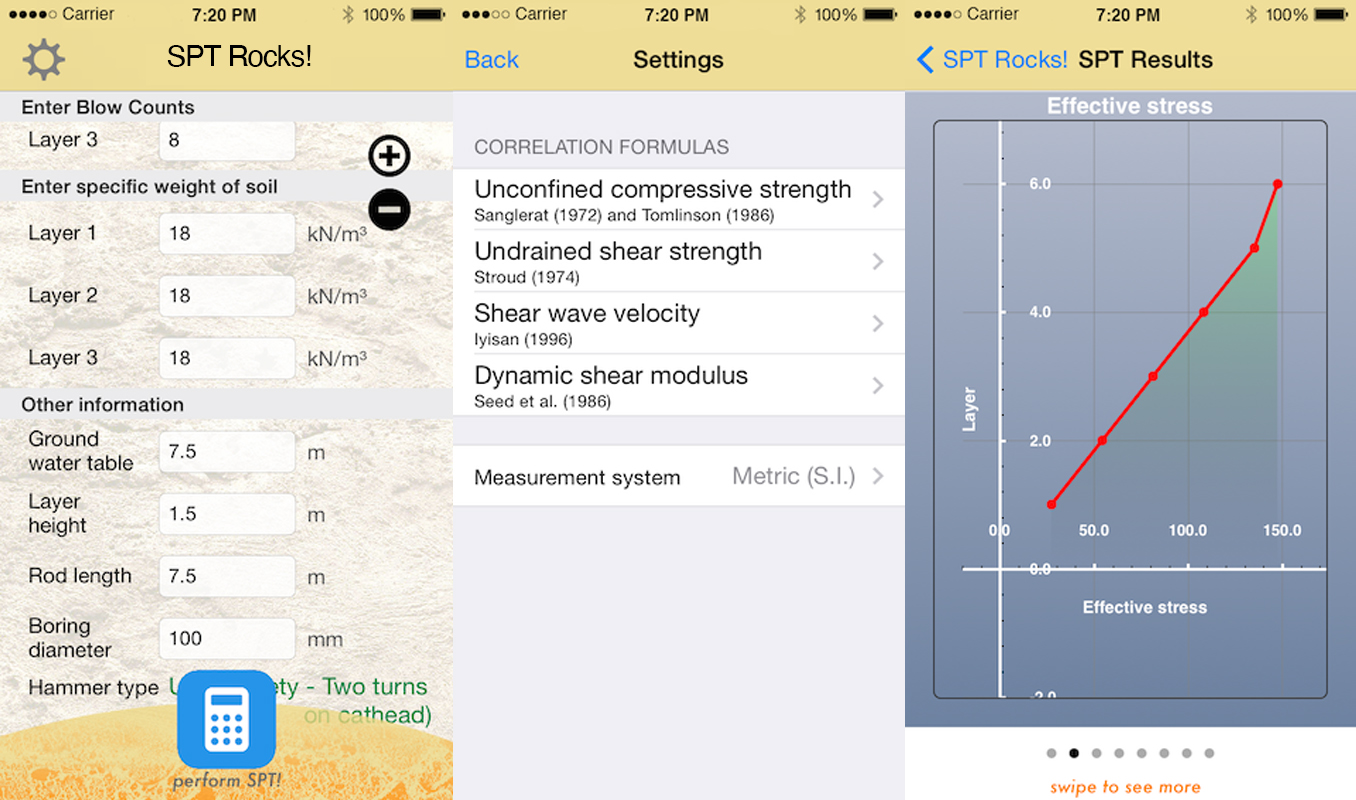 Carrier 7:20 PM 100%
SPT Rocks!
Enter Blow Counts
Layer 3 8
Enter specific weight of soil
Layer 1 18 kN/m³
Layer 2 18 kN/m³
Layer 3 18 kN/m³
Other information
Ground
water table 7.5 m
Layer
height 1.5 m
Rod length 7.5 m
Boring
diameter 100 mm
Hammer type - Two turns
on cathead)
perform SPT!
Carrier 7:20 PM 100%
Back Settings
CORRELATION FORMULAS
Unconfined compressive strength
Sanglerat (1972) and Tomlinson (1986)
Undrained shear strength
Stroud (1974)
Shear wave velocity
Iyisan (1996)
Dynamic shear modulus
Seed et al. (1986)
Measurement system Metric (S.I.)
Carrier 7:20 PM 100%
SPT Rocks! SPT Results
Effective stress
6.0
4.0
Layer
2.0
0.0 50.0 100.0 150.0
0.0
Effective stress
-2.0
swipe to see more